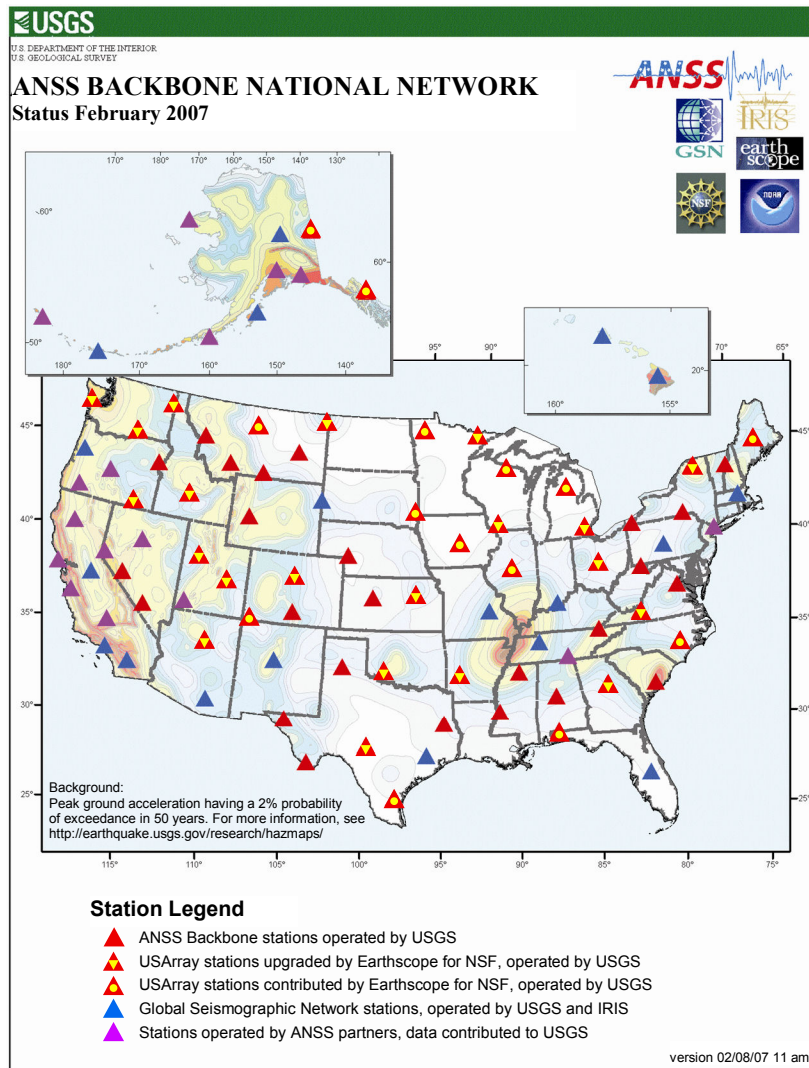 USGS
U.S. DEPARTMENT OF THE INTERIOR
U.S. GEOLOGICAL SURVEY
ANSS BACKBONE NATIONAL NETWORK
Status February 2007
ANSS
GSN
IRIS
earth
scope
NSF
NOAA
170° 180° 170° 150° 140° 130°
60°
60°
50°
180° 170° 160° 150° 140°
20°
160° 155°
95° 90° 70° 65°
45° 45°
40° 40°
35° 35°
30° 30°
25° 25°
115° 110° 105° 100° 95° 90° 85° 80° 75°
Background:
Peak ground acceleration having a 2% probability
of exceedance in 50 years. For more information, see
http://earthquake.usgs.gov/research/hazmaps/
Station Legend
ANSS Backbone stations operated by USGS
USArray stations upgraded by Earthscope for NSF, operated by USGS
USArray stations contributed by Earthscope for NSF, operated by USGS
Global Seismographic Network stations, operated by USGS and IRIS
Stations operated by ANSS partners, data contributed to USGS
version 02/08/07 11 am